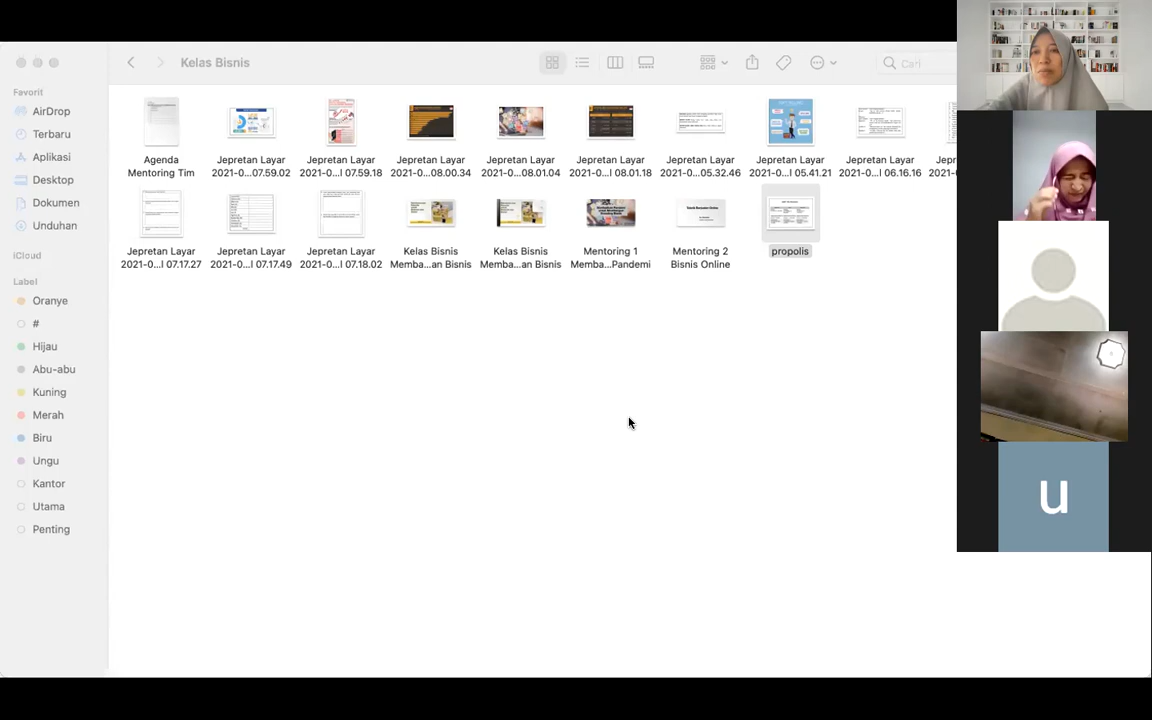 Kelas Bisnis
Cari
Favorit
AirDrop
Terbaru
Aplikasi
Desktop
Dokumen
Unduhan
iCloud
Label
Oranye
#
Hijau
Abu-abu
Kuning
Merah
Biru
Ungu
Kantor
Utama
Penting
Agenda
Mentoring Tim
Jepretan Layar
2021-0...07.59.02
Jepretan Layar
2021-0...l 07.59.18
Jepretan Layar
2021-0...08.00.34
Jepretan Layar
2021-0...l 08.01.04
Jepretan Layar
2021-0...l 08.01.18
Jepretan Layar
2021-0...05.32.46
Jepretan Layar
2021-0...l 05.41.21
Jepretan Layar
2021-0...l 06.16.16
Jepre
2021-0
Jepretan Layar
2021-0...l 07.17.27
Jepretan Layar
2021-0...l 07.17.49
Jepretan Layar
2021-0...l 07.18.02
Kelas Bisnis
Memba...an Bisnis
Kelas Bisnis
Memba...an Bisnis
Mentoring 1
Memba...Pandemi
Mentoring 2
Bisnis Online
propolis
u